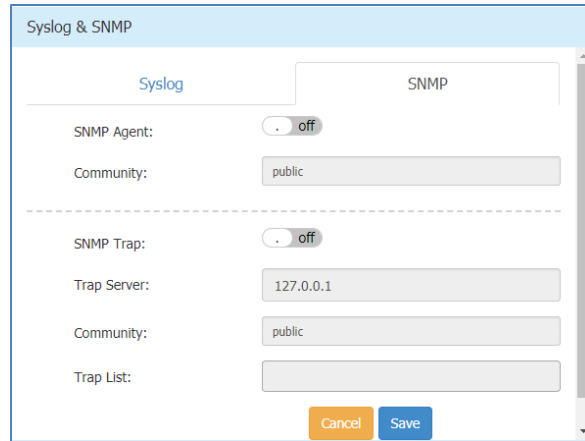 Syslog & SNMP
Syslog SNMP
SNMP Agent: . off
Community: public
SNMP Trap: . off
Trap Server: 127.0.0.1
Community: public
Trap List:
Cancel Save